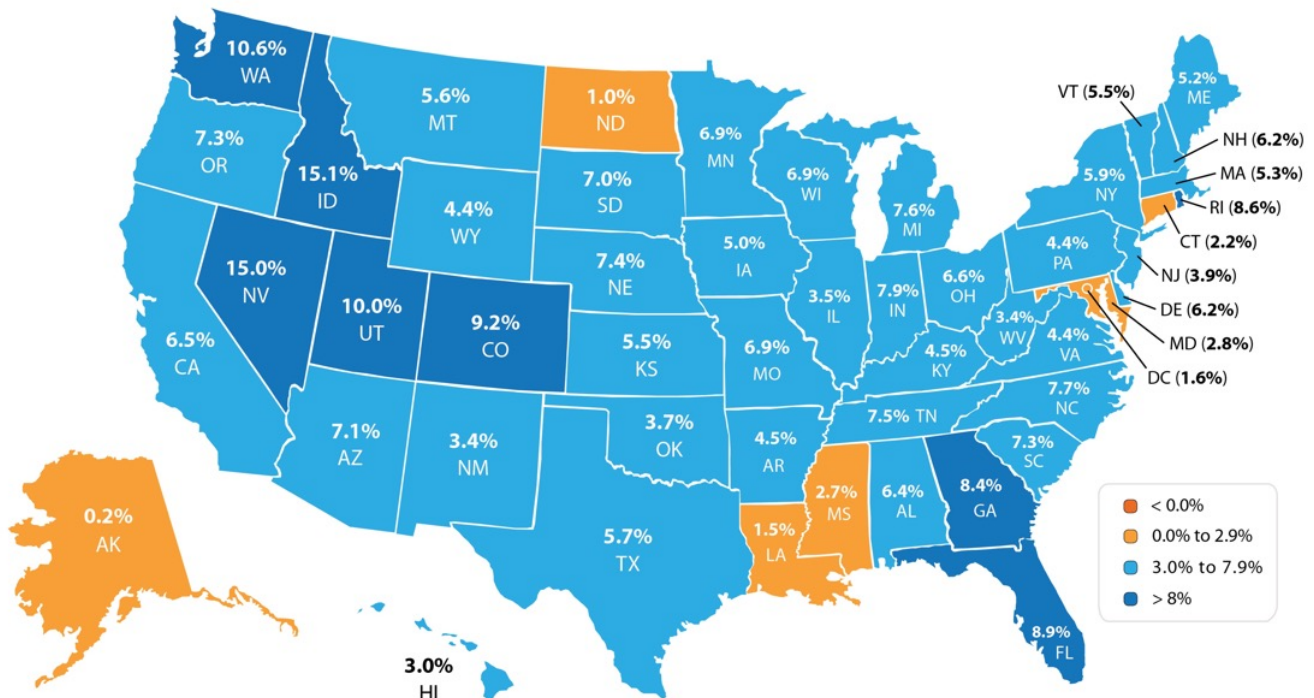 10.6%
WA
7.3%
OR
6.5%
CA
15.0%
NV
15.1%
ID
5.6%
MT
4.4%
WY
10.0%
UT
9.2%
CO
7.1%
AZ
3.4%
NM
1.0%
ND
7.0%
SD
7.4%
NE
5.5%
KS
3.7%
OK
5.7%
TX
6.9%
MN
5.0%
IA
6.9%
MO
4.5%
AR
1.5%
LA
6.9%
WI
3.5%
IL
7.6%
MI
7.9%
IN
6.6%
OH
4.5%
KY
7.5% TN
2.7%
MS
6.4%
AL
8.4%
GA
8.9%
FL
7.3%
SC
7.7%
NC
4.4%
VA
3.4%
WV
4.4%
PA
5.9%
NY
5.2%
ME
VT (5.5%)
NH (6.2%)
MA (5.3%)
RI (8.6%)
CT (2.2%)
NJ (3.9%)
DE (6.2%)
MD (2.8%)
DC (1.6%)
0.2%
AK
3.0%
HI
< 0.0%
0.0% to 2.9%
3.0% to 7.9%
> 8%